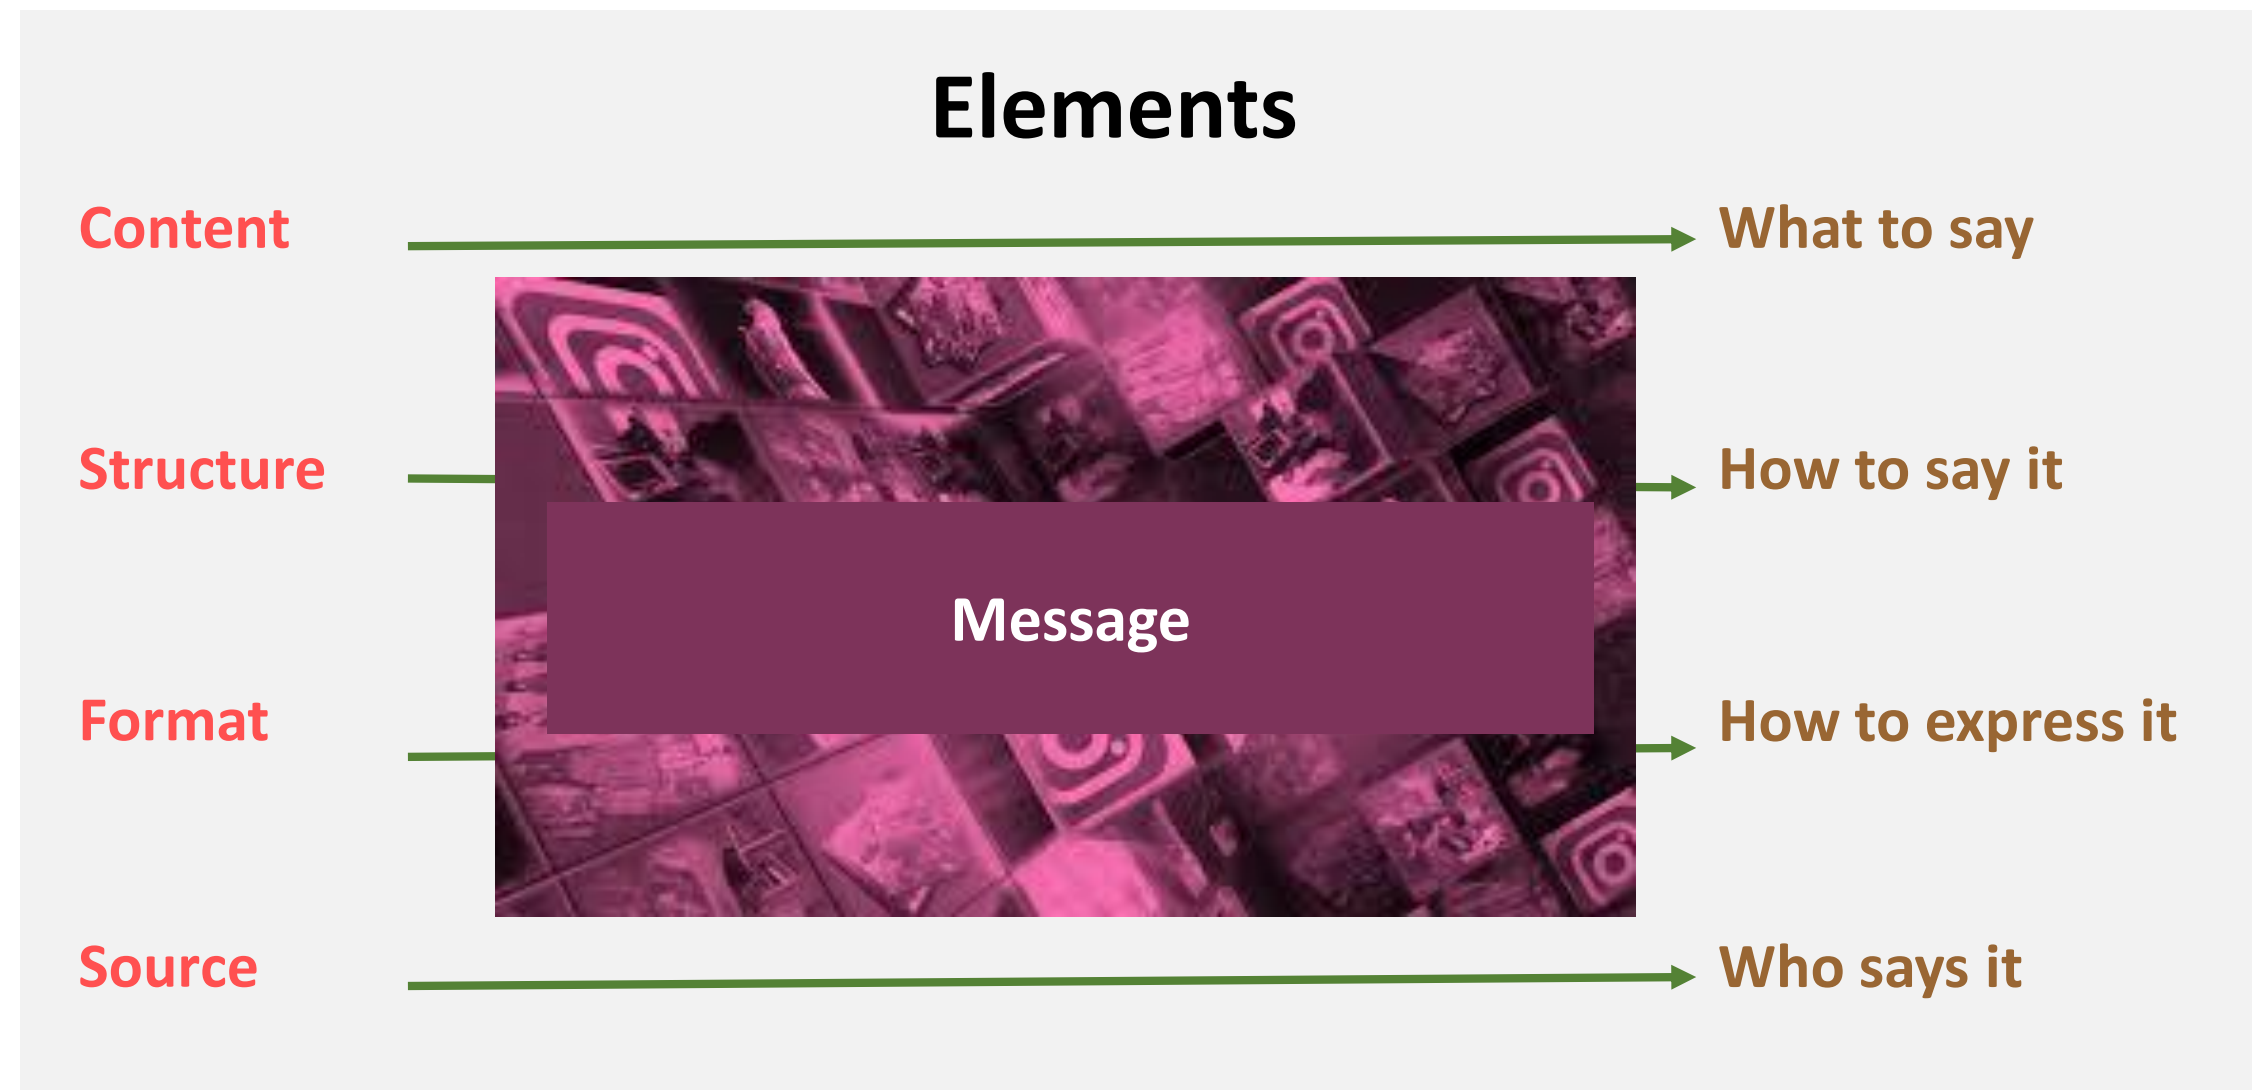 Elements
Content
What to say
Structure
How to say it
Message
Format
How to express it
Source
Who says it